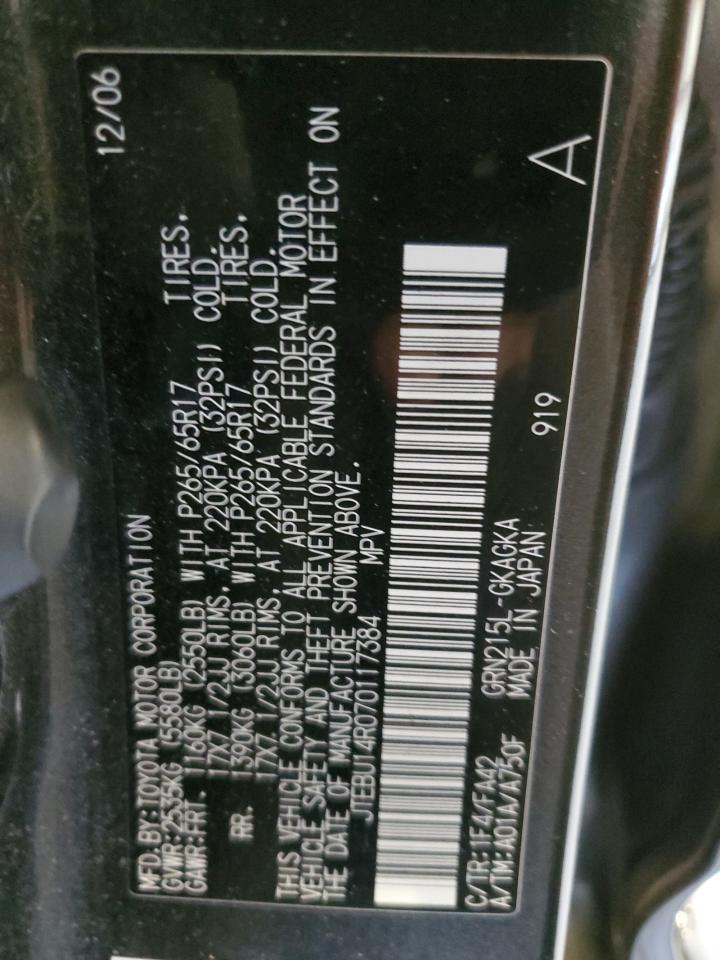 12/06
MFD.BY:TOYOTA MOTOR CORPORATION
GVWR:2535KG (5580LB)
GAWR:FRT. 1160KG (2550LB) WITH P265/65R17 TIRES,
17X7 1/2JJ RIMS, AT 220KPA (32PSI) COLD.
RR. 1390KG (3060LB) WITH P265/65R17 TIRES,
17X7 1/2JJ RIMS, AT 220KPA (32PSI) COLD.
THIS VEHICLE CONFORMS TO ALL APPLICABLE FEDERAL MOTOR
VEHICLE SAFETY AND THEFT PREVENTION STANDARDS IN EFFECT ON
THE DATE OF MANUFACTURE SHOWN ABOVE.
JTEBU14R070117384 MPV
C/TR:1F4/FA42 GRN215L-GKAGKA
A/TM:A01A/A750F MADE IN JAPAN 919
A